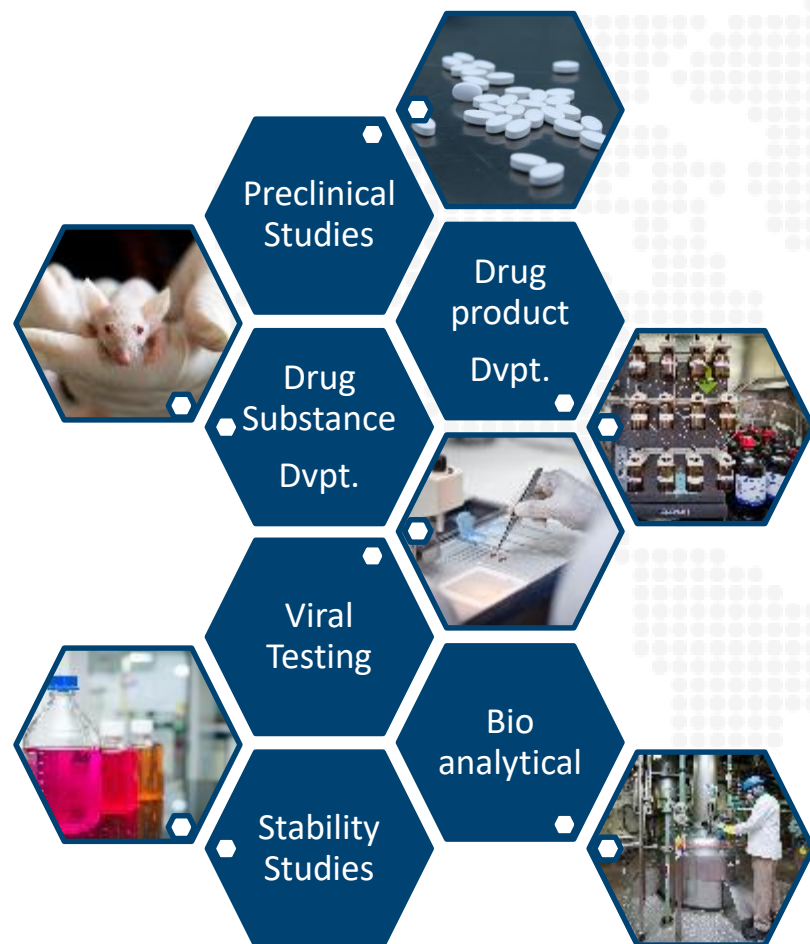 Preclinical
Studies
Drug
product
Dvpt.
Drug
Substance
Dvpt.
Viral
Testing
Bio
analytical
Stability
Studies